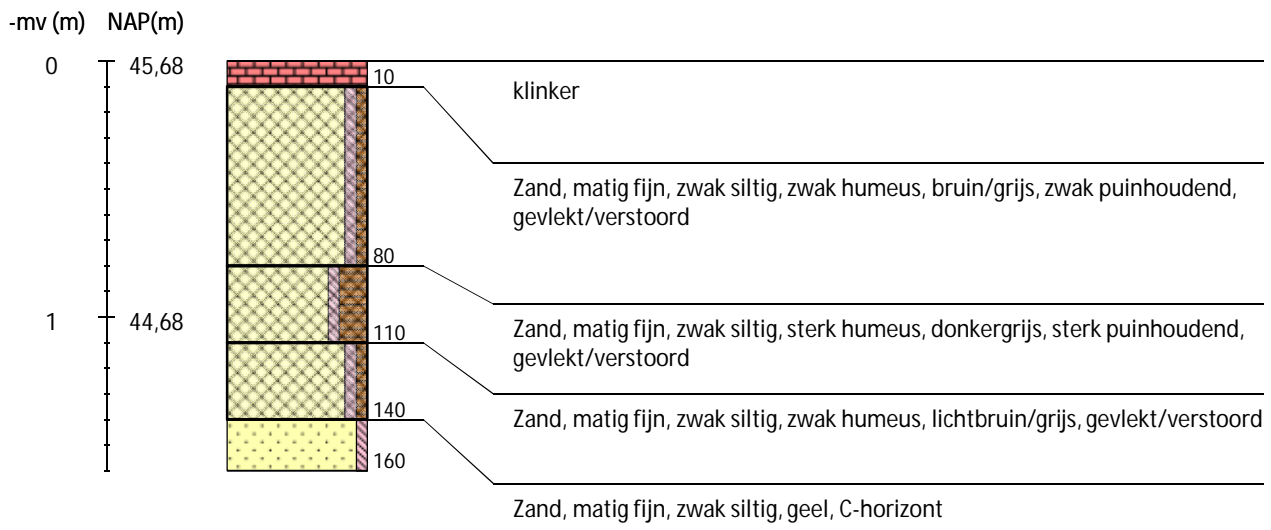 -mv (m) NAP(m)
0 45,68
10
klinker
Zand, matig fijn, zwak siltig, zwak humeus, bruin/grijs, zwak puinhoudend,
gevlekt/verstoord
80
1 44,68
Zand, matig fijn, zwak siltig, sterk humeus, donkergrijs, sterk puinhoudend,
gevlekt/verstoord
110
140
Zand, matig fijn, zwak siltig, zwak humeus, lichtbruin/grijs, gevlekt/verstoord
160
Zand, matig fijn, zwak siltig, geel, C-horizont